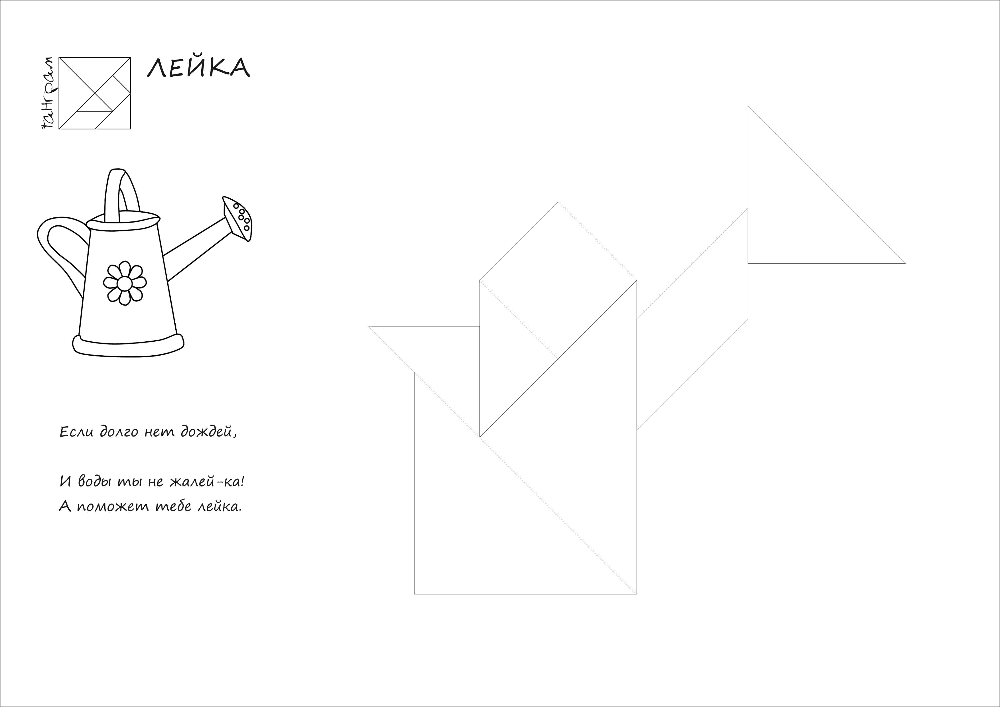 Танграм
ЛЕЙКА
Если долго нет дождей,
И воды ты не жалей-ка!
А поможет тебе лейка.